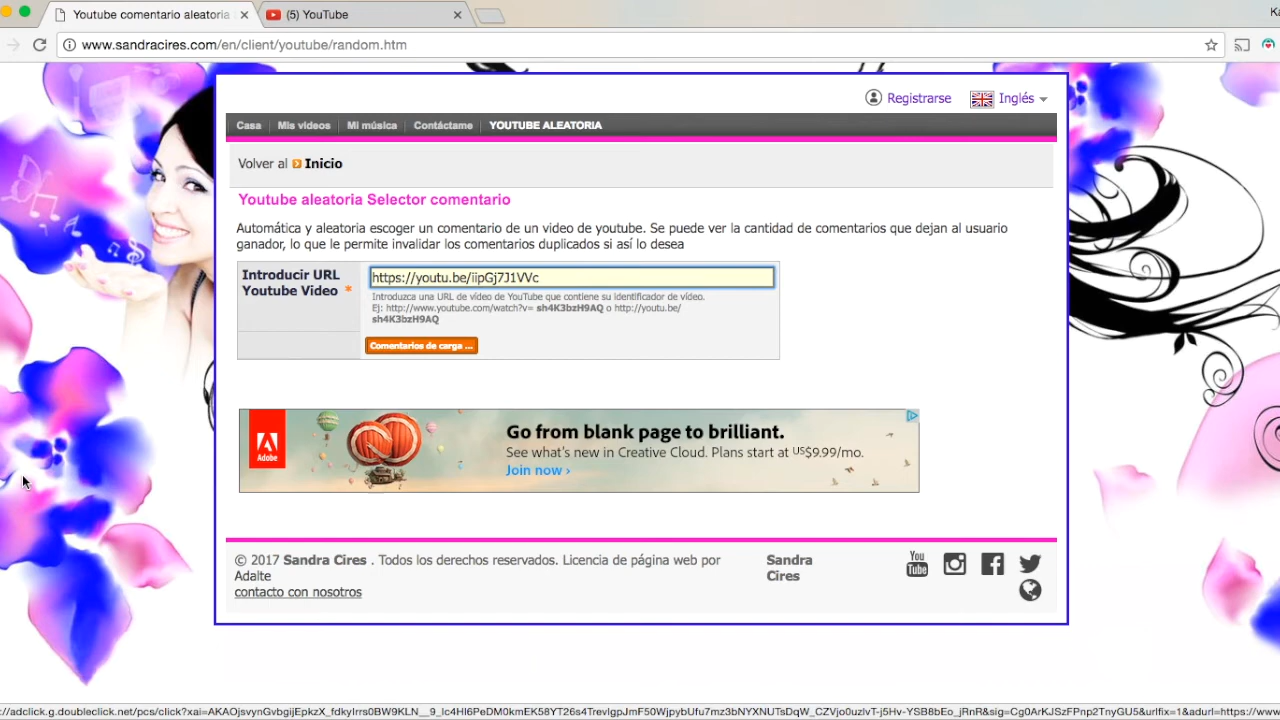 Youtube comentario aleatoria
(5) YouTube
www.sandracires.com/en/client/youtube/random.htm
Registrarse
Inglés
Casa
Mis videos
Mi música
Contáctame
YOUTUBE ALEATORIA
Volver al Inicio
Youtube aleatoria Selector comentario
Automática y aleatoria escoger un comentario de un video de youtube. Se puede ver la cantidad de comentarios que dejan al usuario
ganador, lo que le permite invalidar los comentarios duplicados si así lo desea
Introducir URL
Youtube Video *
https://youtu.be/iipGj7J1VVc
Introduzca una URL de vídeo de YouTube que contiene su identificador de vídeo.
Ej: http://www.youtube.com/watch?v= sh4K3bzH9AQ o http://youtu.be/
sh4K3bzH9AQ
Comentarios de carga ...
Adobe
Go from blank page to brilliant.
See what's new in Creative Cloud. Plans start at US$9.99/mo.
Join now ›
© 2017 Sandra Cires . Todos los derechos reservados. Licencia de página web por
Adalte
contacto con nosotros
Sandra
Cires
You
Tube